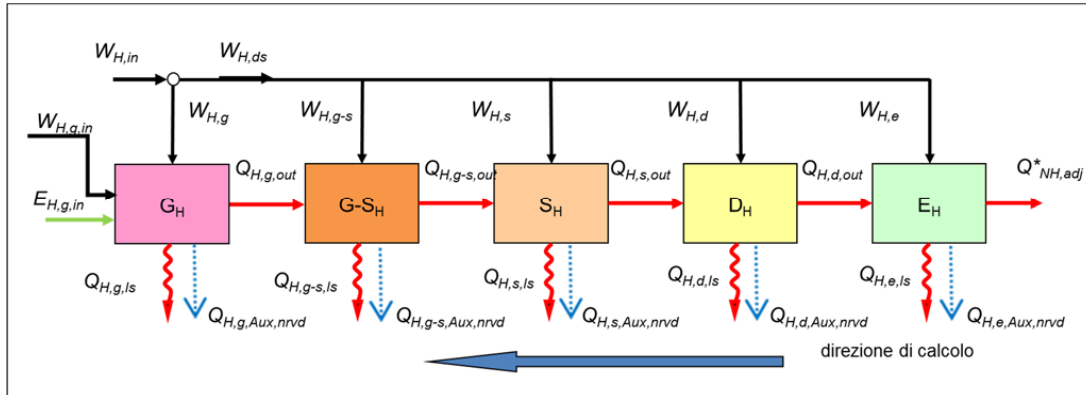 W_H,in W_H,ds
W_H,g W_H,g-s W_H,s W_H,d W_H,e
W_H,g,in
Q_H,g,out Q_H,g-s,out Q_H,s,out Q_H,d,out Q*_NH,adj
E_H,g,in
G_H G-S_H S_H D_H E_H
Q_H,g,ls Q_H,g-s,ls Q_H,s,ls Q_H,d,ls Q_H,e,ls
Q_H,g,Aux,nrvd Q_H,g-s,Aux,nrvd Q_H,s,Aux,nrvd Q_H,d,Aux,nrvd Q_H,e,Aux,nrvd
direzione di calcolo